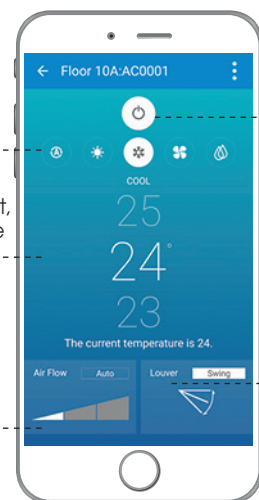 ← Floor 10A:AC0001
A
COOL
25
t,
24°
e
23
The current temperature is 24.
Air Flow Auto
Louver Swing